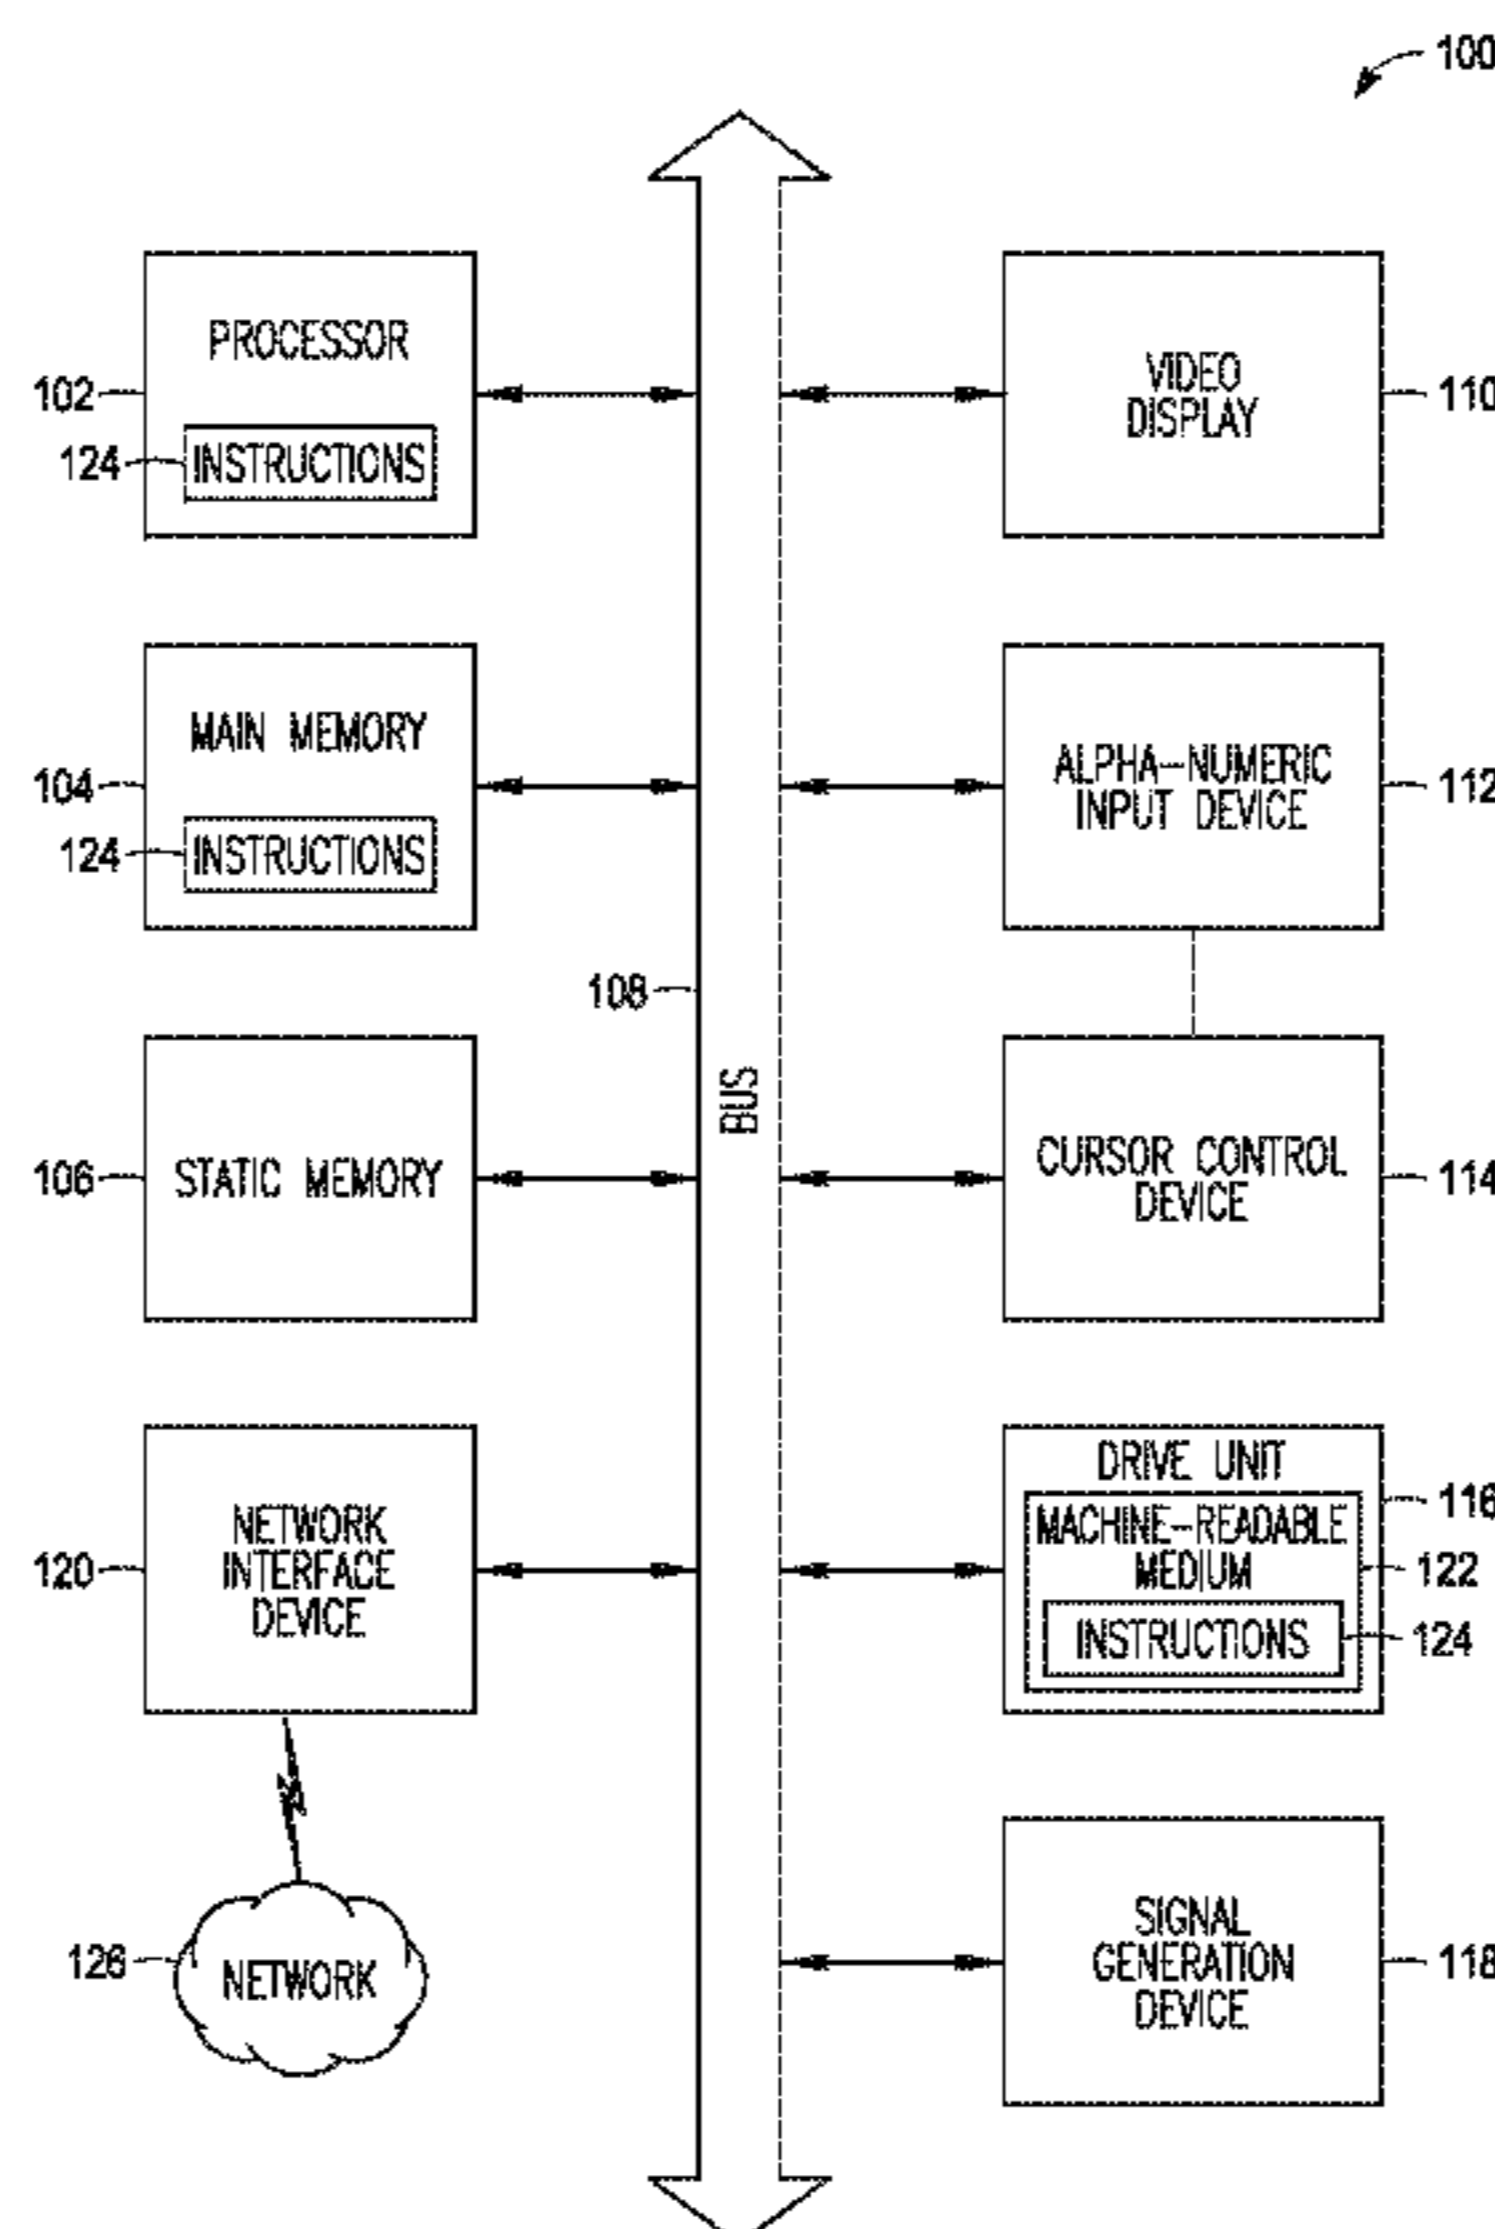 100
PROCESSOR
102
124
INSTRUCTIONS
VIDEO
DISPLAY
110
MAIN MEMORY
104
124
INSTRUCTIONS
ALPHA-NUMERIC
INPUT DEVICE
112
108
BUS
STATIC MEMORY
106
CURSOR CONTROL
DEVICE
114
NETWORK
INTERFACE
DEVICE
120
DRIVE UNIT
116
MACHINE-READABLE
MEDIUM
122
INSTRUCTIONS
124
126
NETWORK
SIGNAL
GENERATION
DEVICE
118